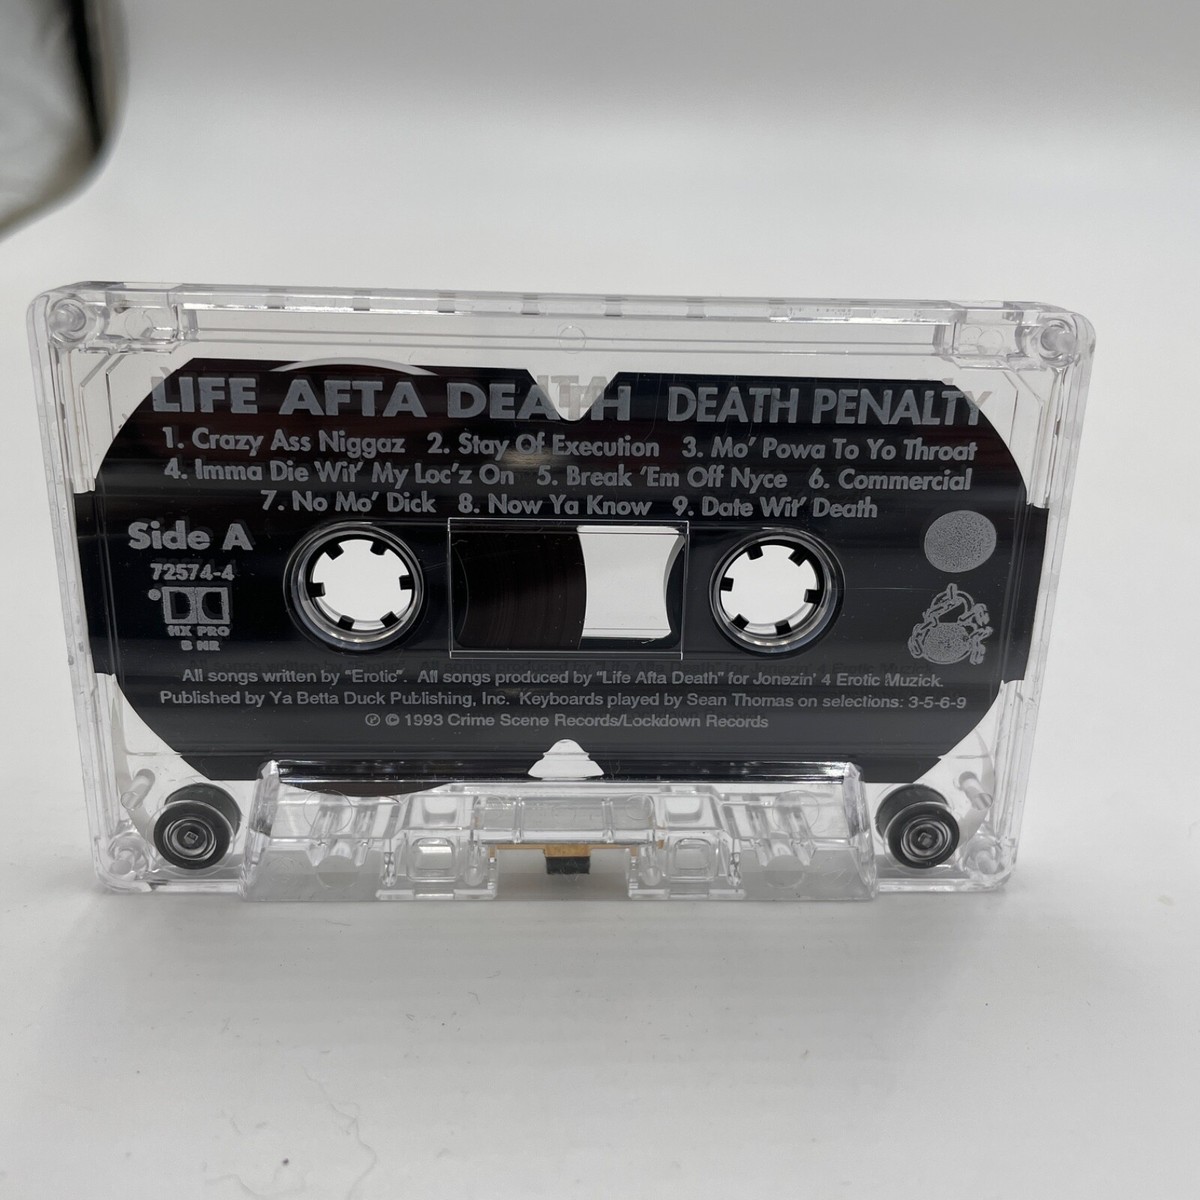 LIFE AFTA DEATH DEATH PENALTY
1. Crazy Ass Niggaz 2. Stay Of Execution 3. Mo' Powa To Yo Throat
4. Imma Die Wit' My Loc'z On 5. Break 'Em Off Nyce 6. Commercial
7. No Mo' Dick 8. Now Ya Know 9. Date Wit' Death
Side A
72574-4
HX PRO
B NR
All songs written by "Erotic". All songs produced by "Life Afta Death" for Jonezin' 4 Erotic Muzick.
Published by Ya Betta Duck Publishing, Inc. Keyboards played by Sean Thomas on selections: 3-5-6-9
℗ © 1993 Crime Scene Records/Lockdown Records